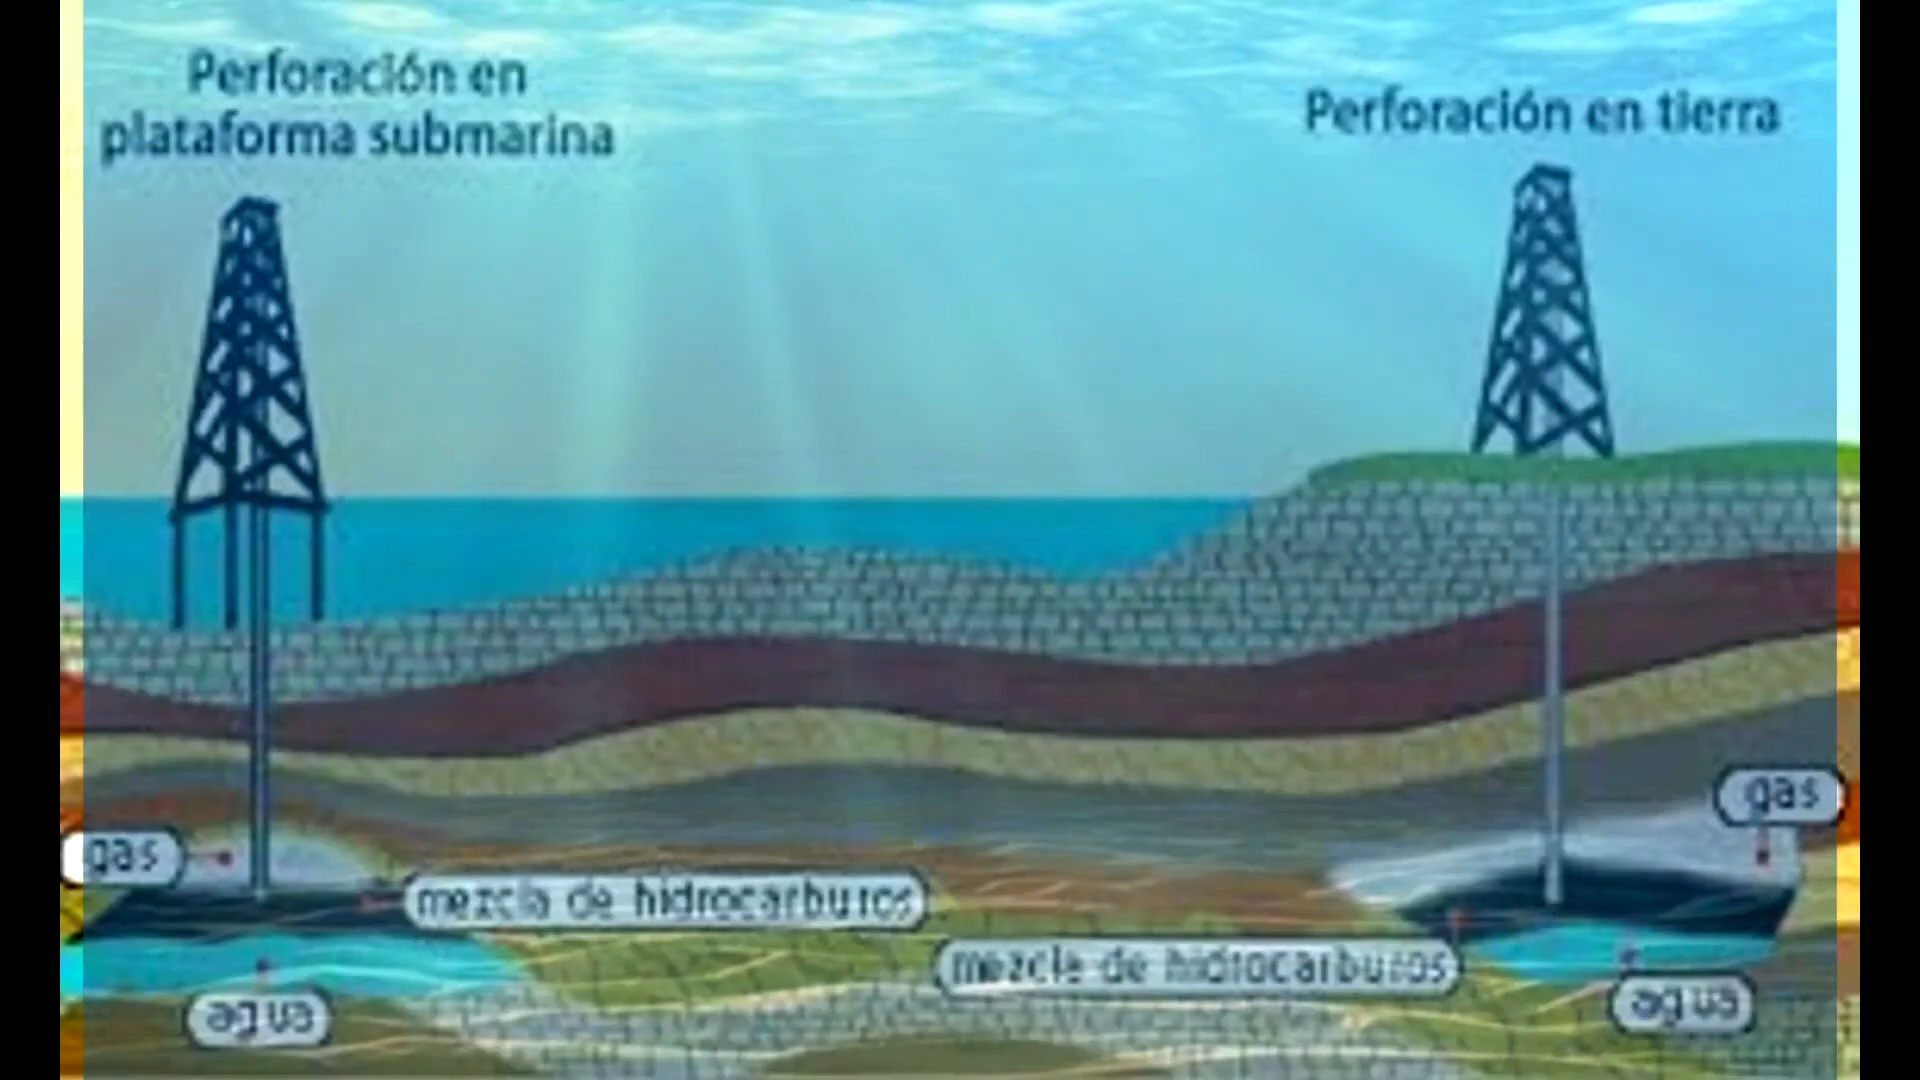 Perforación en
plataforma submarina
Perforación en tierra
gas
gas
mezcla de hidrocarburos
mezcla de hidrocarburos
agua
agua